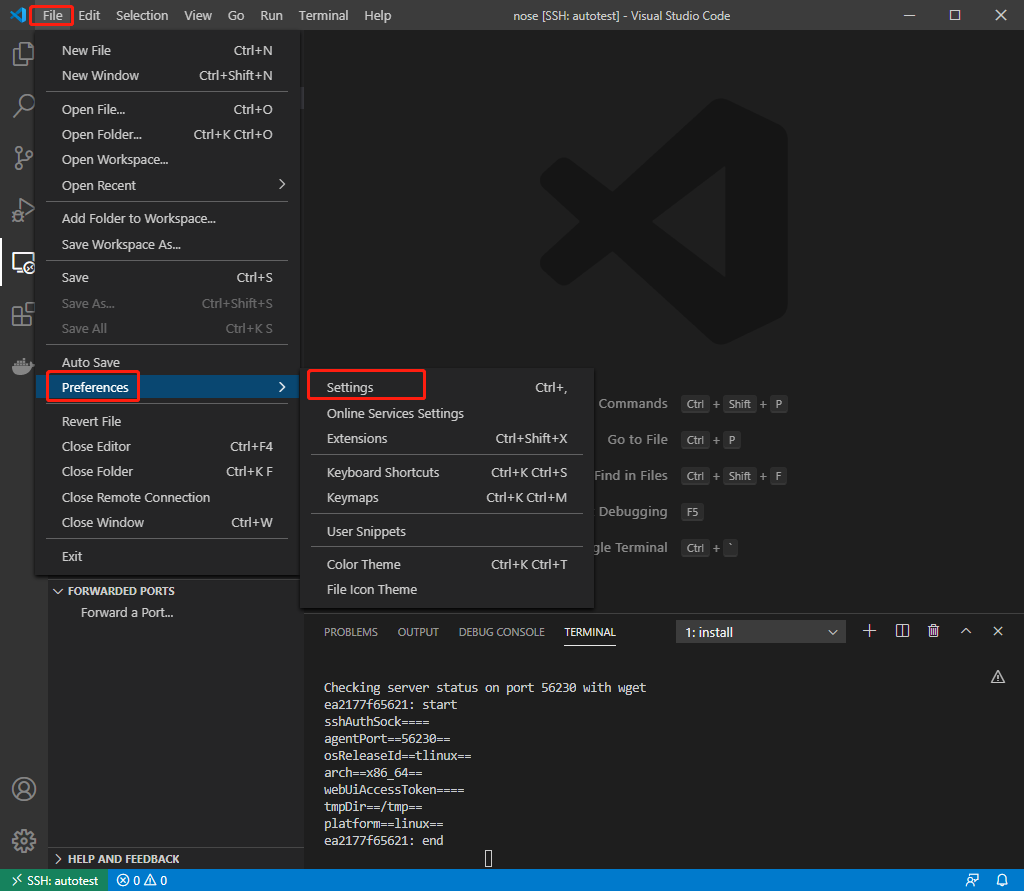 File Edit Selection View Go Run Terminal Help nose [SSH: autotest] - Visual Studio Code
New File Ctrl+N
New Window Ctrl+Shift+N
Open File... Ctrl+O
Open Folder... Ctrl+K Ctrl+O
Open Workspace...
Open Recent
Add Folder to Workspace...
Save Workspace As...
Save Ctrl+S
Save As... Ctrl+Shift+S
Save All Ctrl+K S
Auto Save
Preferences
Revert File
Close Editor Ctrl+F4
Close Folder Ctrl+K F
Close Remote Connection
Close Window Ctrl+W
Exit
Settings Ctrl+,
Online Services Settings
Extensions Ctrl+Shift+X
Keyboard Shortcuts Ctrl+K Ctrl+S
Keymaps Ctrl+K Ctrl+M
User Snippets
Color Theme Ctrl+K Ctrl+T
File Icon Theme
Commands Ctrl + Shift + P
Go to File Ctrl + P
Find in Files Ctrl + Shift + F
Debugging F5
gle Terminal Ctrl + `
FORWARDED PORTS
Forward a Port...
HELP AND FEEDBACK
PROBLEMS OUTPUT DEBUG CONSOLE TERMINAL 1: install
Checking server status on port 56230 with wget
ea2177f65621: start
sshAuthSock====
agentPort==56230==
osReleaseId==tlinux==
arch==x86_64==
webUiAccessToken====
tmpDir==/tmp==
platform==linux==
ea2177f65621: end
SSH: autotest 0 0